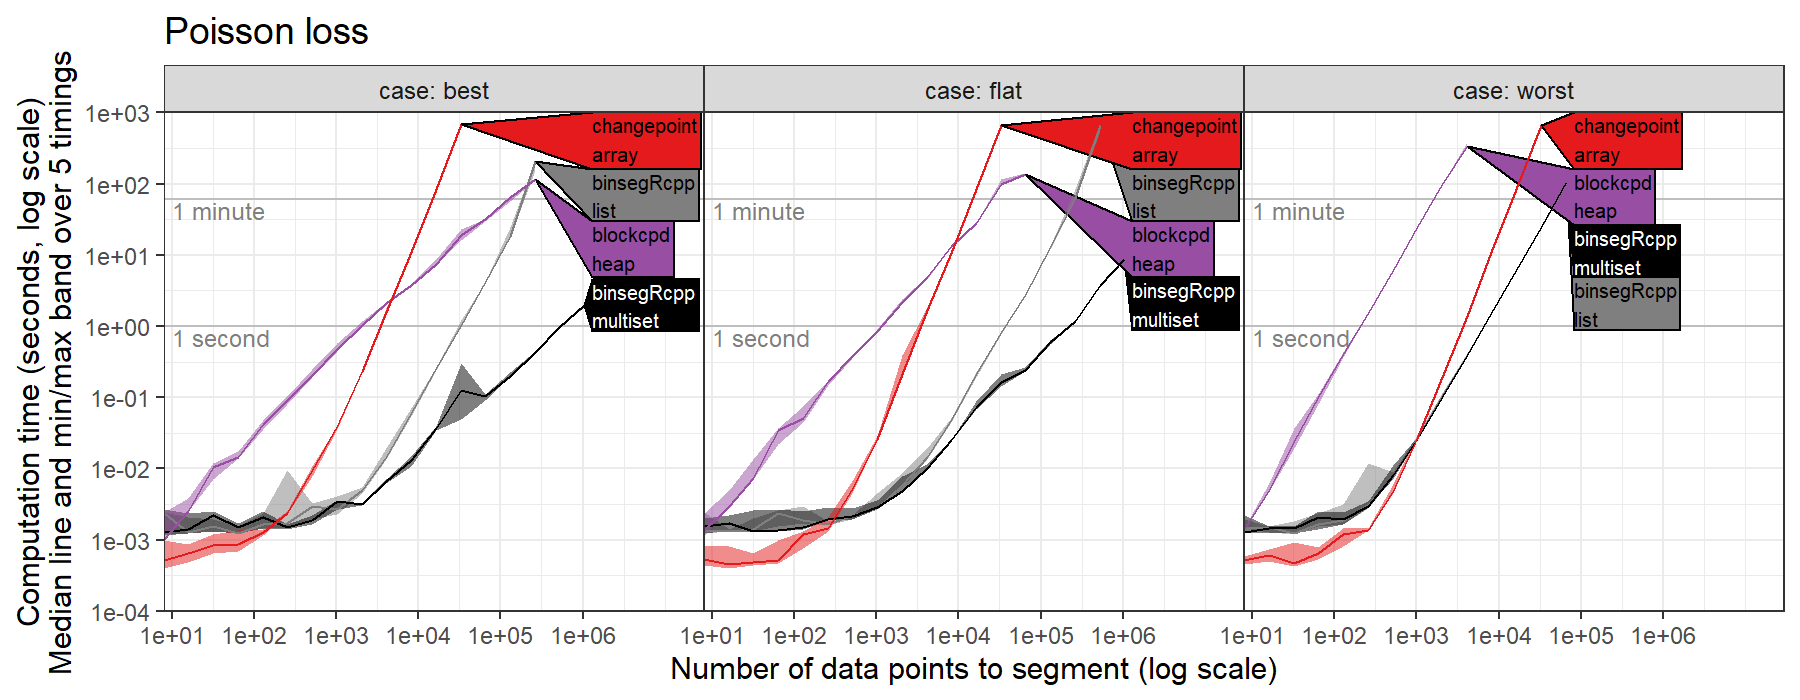 Poisson loss
Computation time (seconds, log scale)
Median line and min/max band over 5 timings
case: best
case: flat
case: worst
1e+03
1e+02
1e+01
1e+00
1e-01
1e-02
1e-03
1e-04
1 minute
1 second
changepoint
array
binsegRcpp
list
blockcpd
heap
binsegRcpp
multiset
1 minute
1 second
changepoint
array
binsegRcpp
list
blockcpd
heap
binsegRcpp
multiset
1 minute
1 second
changepoint
array
blockcpd
heap
binsegRcpp
multiset
binsegRcpp
list
1e+01 1e+02 1e+03 1e+04 1e+05 1e+06
1e+01 1e+02 1e+03 1e+04 1e+05 1e+06
1e+01 1e+02 1e+03 1e+04 1e+05 1e+06
Number of data points to segment (log scale)